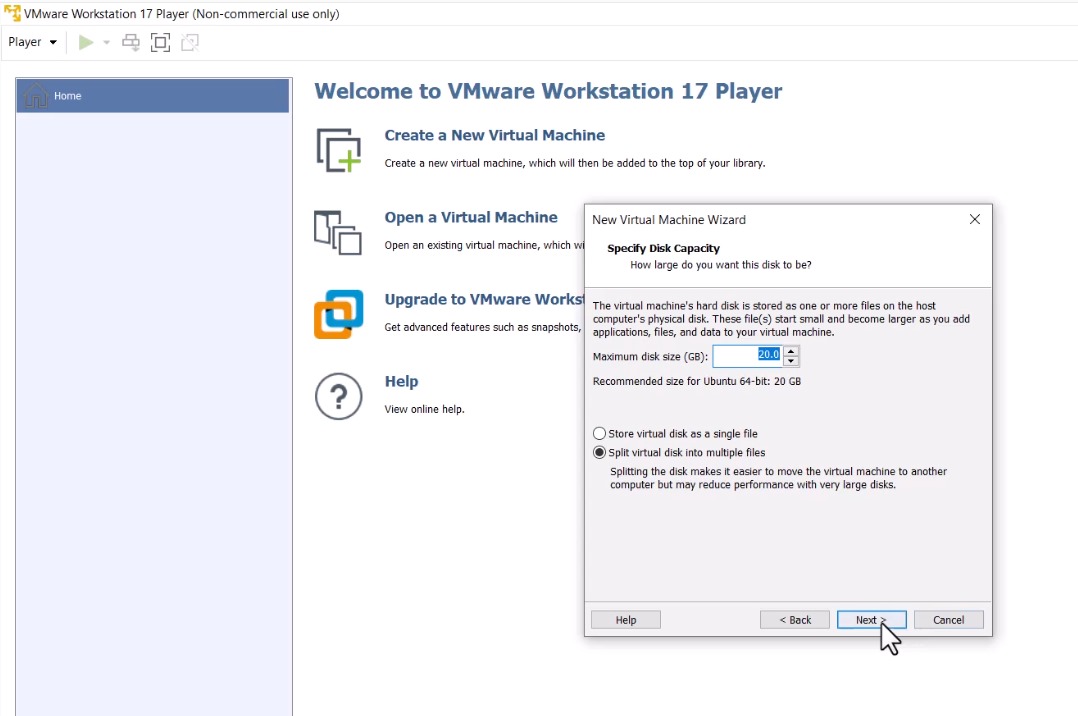 VMware Workstation 17 Player (Non-commercial use only)
Player
Home
Welcome to VMware Workstation 17 Player
Create a New Virtual Machine
Create a new virtual machine, which will then be added to the top of your library.
Open a Virtual Machine
Open an existing virtual machine, which wi
Upgrade to VMware Works
Get advanced features such as snapshots,
Help
View online help.
New Virtual Machine Wizard
Specify Disk Capacity
How large do you want this disk to be?
The virtual machine's hard disk is stored as one or more files on the host
computer's physical disk. These file(s) start small and become larger as you add
applications, files, and data to your virtual machine.
Maximum disk size (GB): 20.0
Recommended size for Ubuntu 64-bit: 20 GB
Store virtual disk as a single file
Split virtual disk into multiple files
Splitting the disk makes it easier to move the virtual machine to another
computer but may reduce performance with very large disks.
Help < Back Next > Cancel